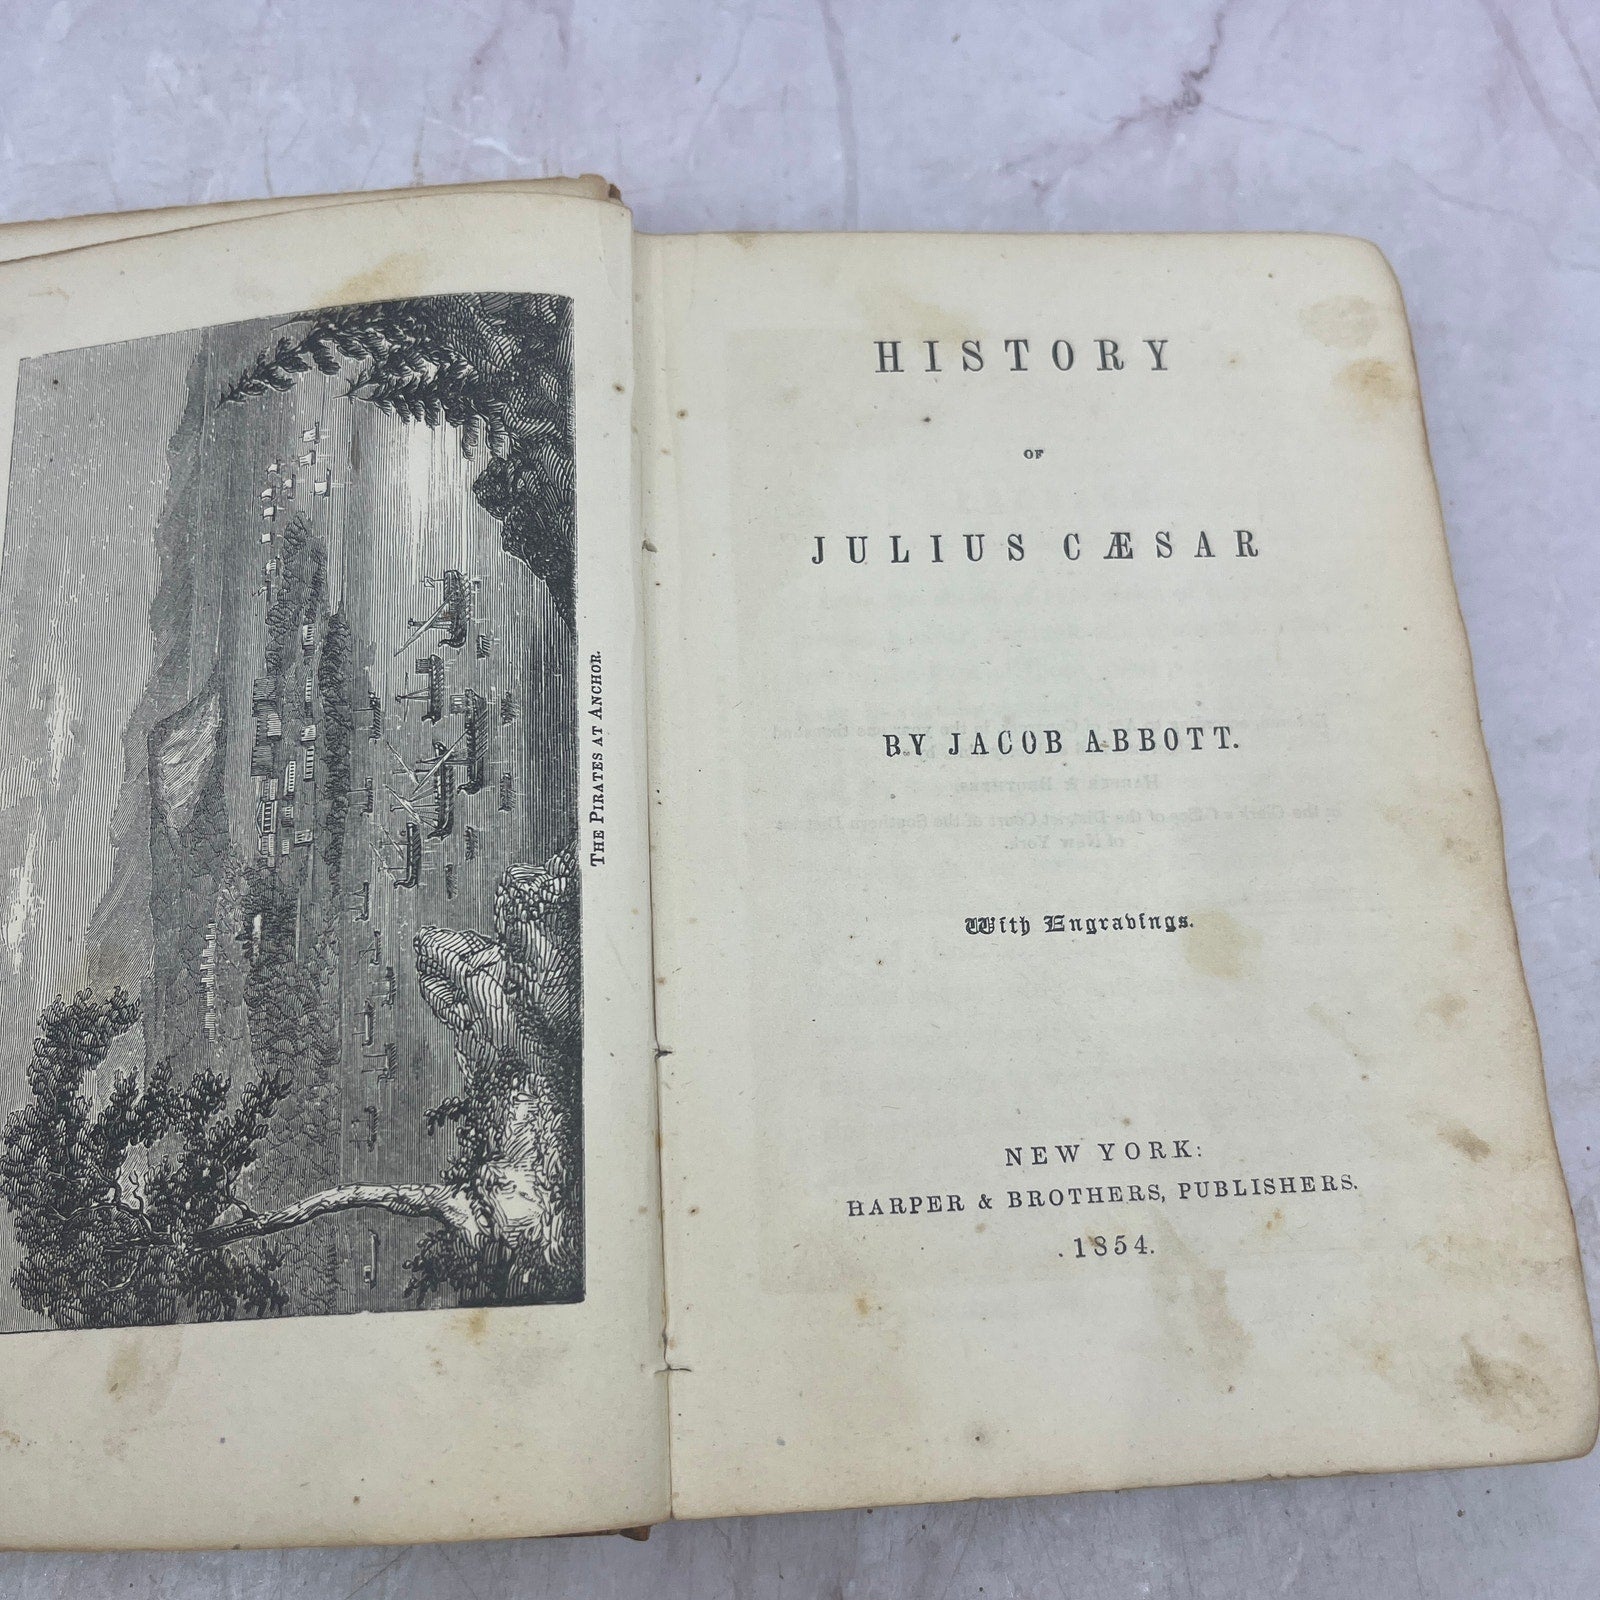 THE PIRATES AT ANCHOR.
HISTORY
OF
JULIUS CÆSAR
BY JACOB ABBOTT.
With Engravings.
NEW YORK:
HARPER & BROTHERS, PUBLISHERS.
1854.